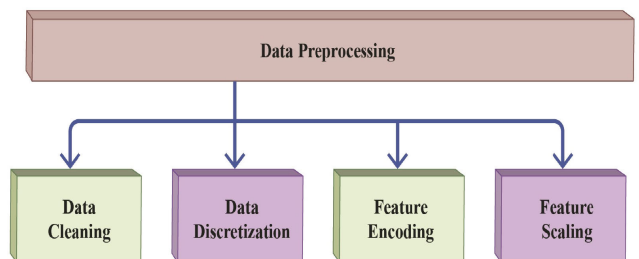 Data Preprocessing
Data
Cleaning
Data
Discretization
Feature
Encoding
Feature
Scaling